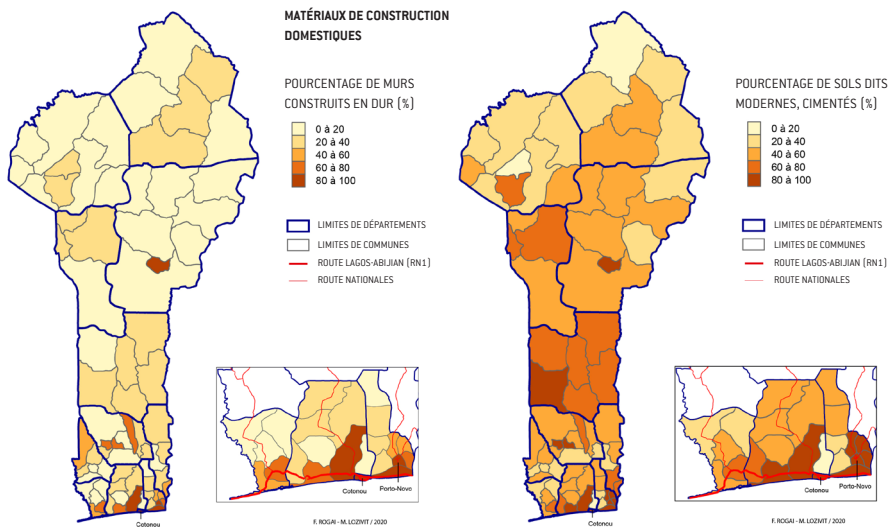 MATÉRIAUX DE CONSTRUCTION
DOMESTIQUES
POURCENTAGE DE MURS
CONSTRUITS EN DUR (%)
0 à 20
20 à 40
40 à 60
60 à 80
80 à 100
LIMITES DE DÉPARTEMENTS
LIMITES DE COMMUNES
ROUTE LAGOS-ABIJIAN (RN1)
ROUTE NATIONALES
Cotonou
Porto-Novo
Cotonou
F. ROGAI - M. LOZIVIT / 2020
POURCENTAGE DE SOLS DITS
MODERNES, CIMENTÉS (%)
0 à 20
20 à 40
40 à 60
60 à 80
80 à 100
LIMITES DE DÉPARTEMENTS
LIMITES DE COMMUNES
ROUTE LAGOS-ABIJIAN (RN1)
ROUTE NATIONALES
Cotonou
Porto-Novo
Cotonou
F. ROGAI - M. LOZIVIT / 2020